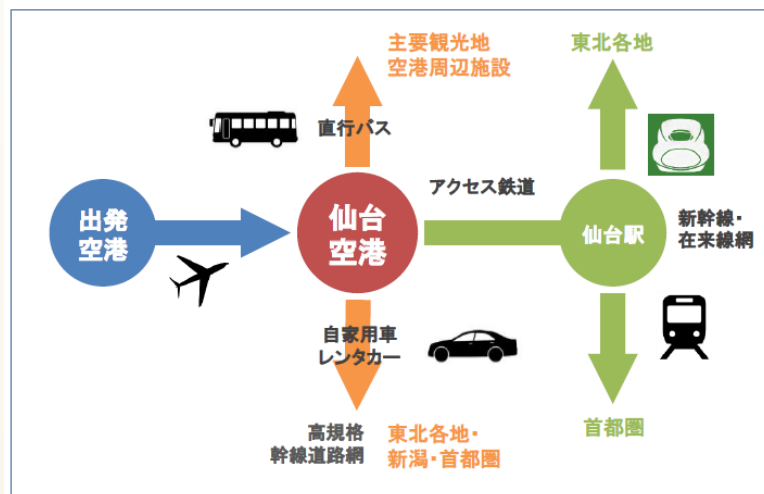 主要観光地
空港周辺施設
東北各地
直行バス
アクセス鉄道
出発
空港
仙台
空港
仙台駅
新幹線・
在来線網
自家用車
レンタカー
高規格
幹線道路網
東北各地・
新潟・首都圏
首都圏